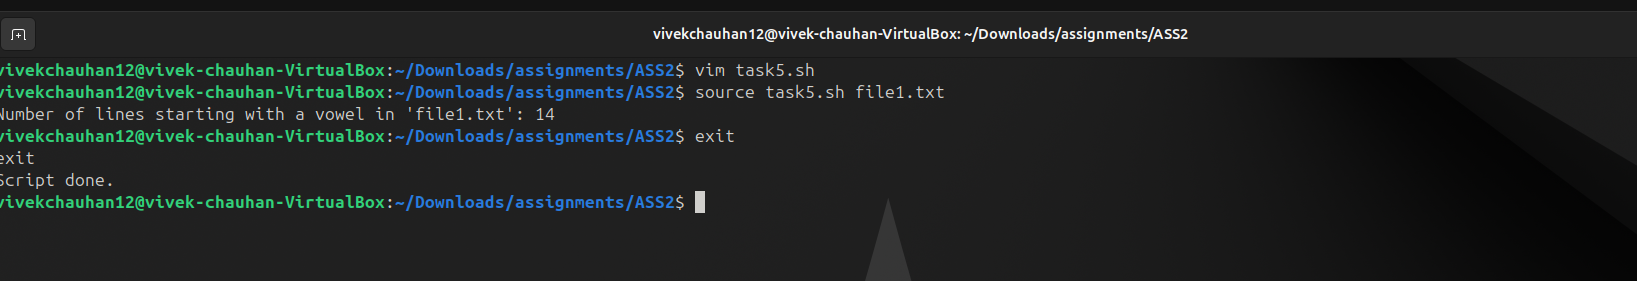 vivekchauhan12@vivek-chauhan-VirtualBox: ~/Downloads/assignments/ASS2
vivekchauhan12@vivek-chauhan-VirtualBox:~/Downloads/assignments/ASS2$ vim task5.sh
vivekchauhan12@vivek-chauhan-VirtualBox:~/Downloads/assignments/ASS2$ source task5.sh file1.txt
Number of lines starting with a vowel in 'file1.txt': 14
vivekchauhan12@vivek-chauhan-VirtualBox:~/Downloads/assignments/ASS2$ exit
exit
Script done.
vivekchauhan12@vivek-chauhan-VirtualBox:~/Downloads/assignments/ASS2$